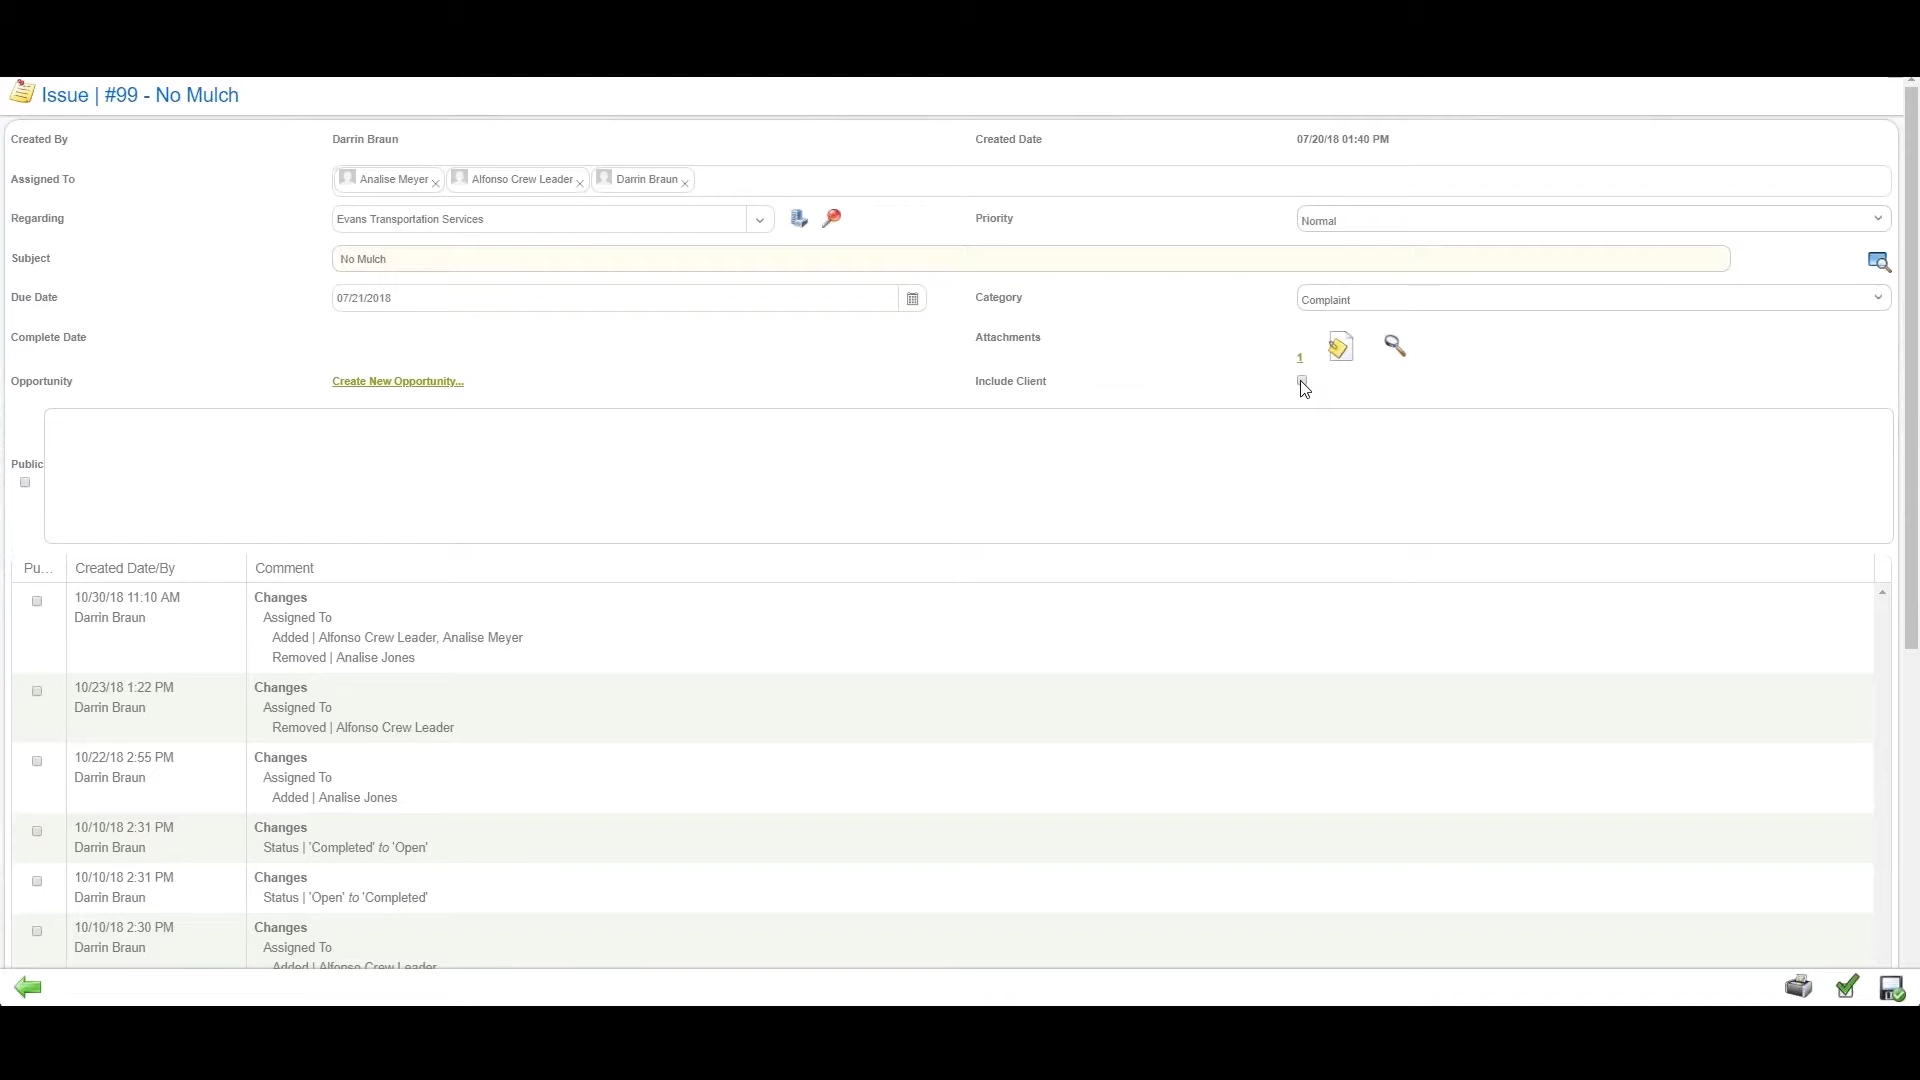 Issue | #99 - No Mulch
Created By Darrin Braun Created Date 07/20/18 01:40 PM
Assigned To Analise Meyer Alfonso Crew Leader Darrin Braun
Regarding Evans Transportation Services Priority Normal
Subject No Mulch
Due Date 07/21/2018 Category Complaint
Complete Date Attachments 1
Opportunity Create New Opportunity... Include Client
Public
Pu... Created Date/By Comment
10/30/18 11:10 AM Changes
Darrin Braun Assigned To
Added | Alfonso Crew Leader, Analise Meyer
Removed | Analise Jones
10/23/18 1:22 PM Changes
Darrin Braun Assigned To
Removed | Alfonso Crew Leader
10/22/18 2:55 PM Changes
Darrin Braun Assigned To
Added | Analise Jones
10/10/18 2:31 PM Changes
Darrin Braun Status | 'Completed' to 'Open'
10/10/18 2:31 PM Changes
Darrin Braun Status | 'Open' to 'Completed'
10/10/18 2:30 PM Changes
Darrin Braun Assigned To
Added | Alfonso Crew Leader